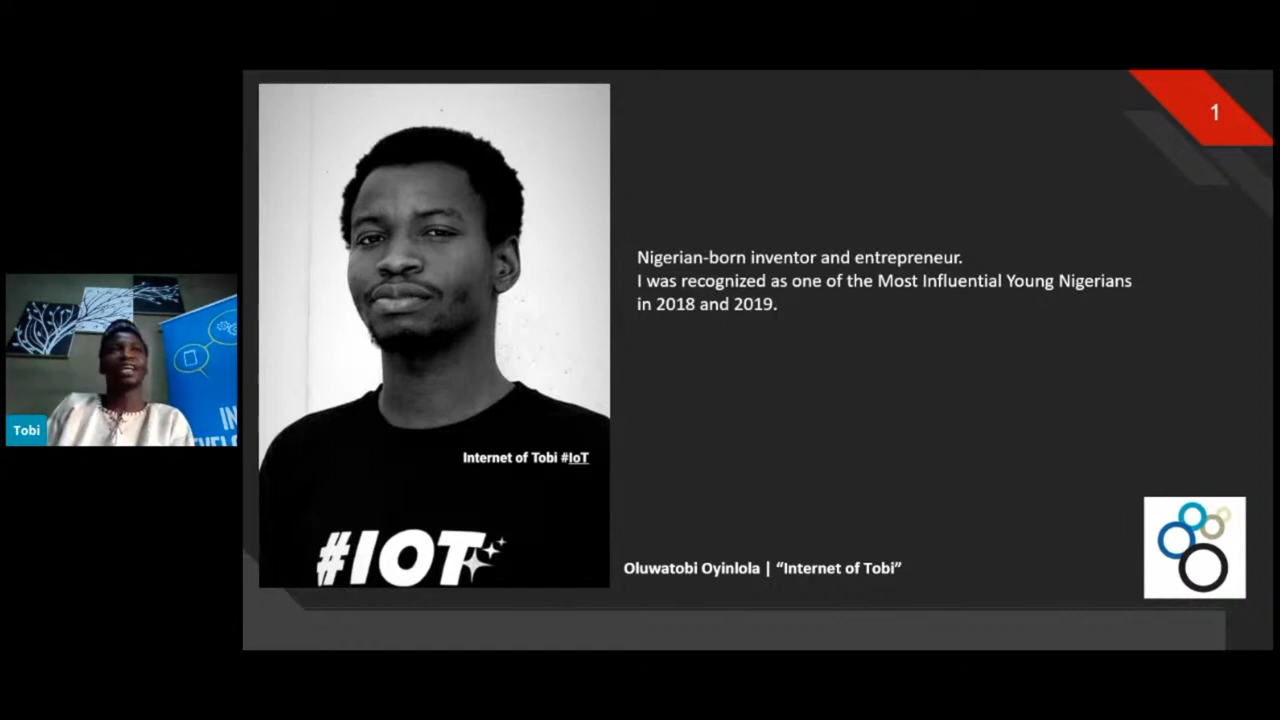 1
Nigerian-born inventor and entrepreneur.
I was recognized as one of the Most Influential Young Nigerians
in 2018 and 2019.
Tobi
Internet of Tobi #IoT
#IOT
Oluwatobi Oyinlola | “Internet of Tobi”